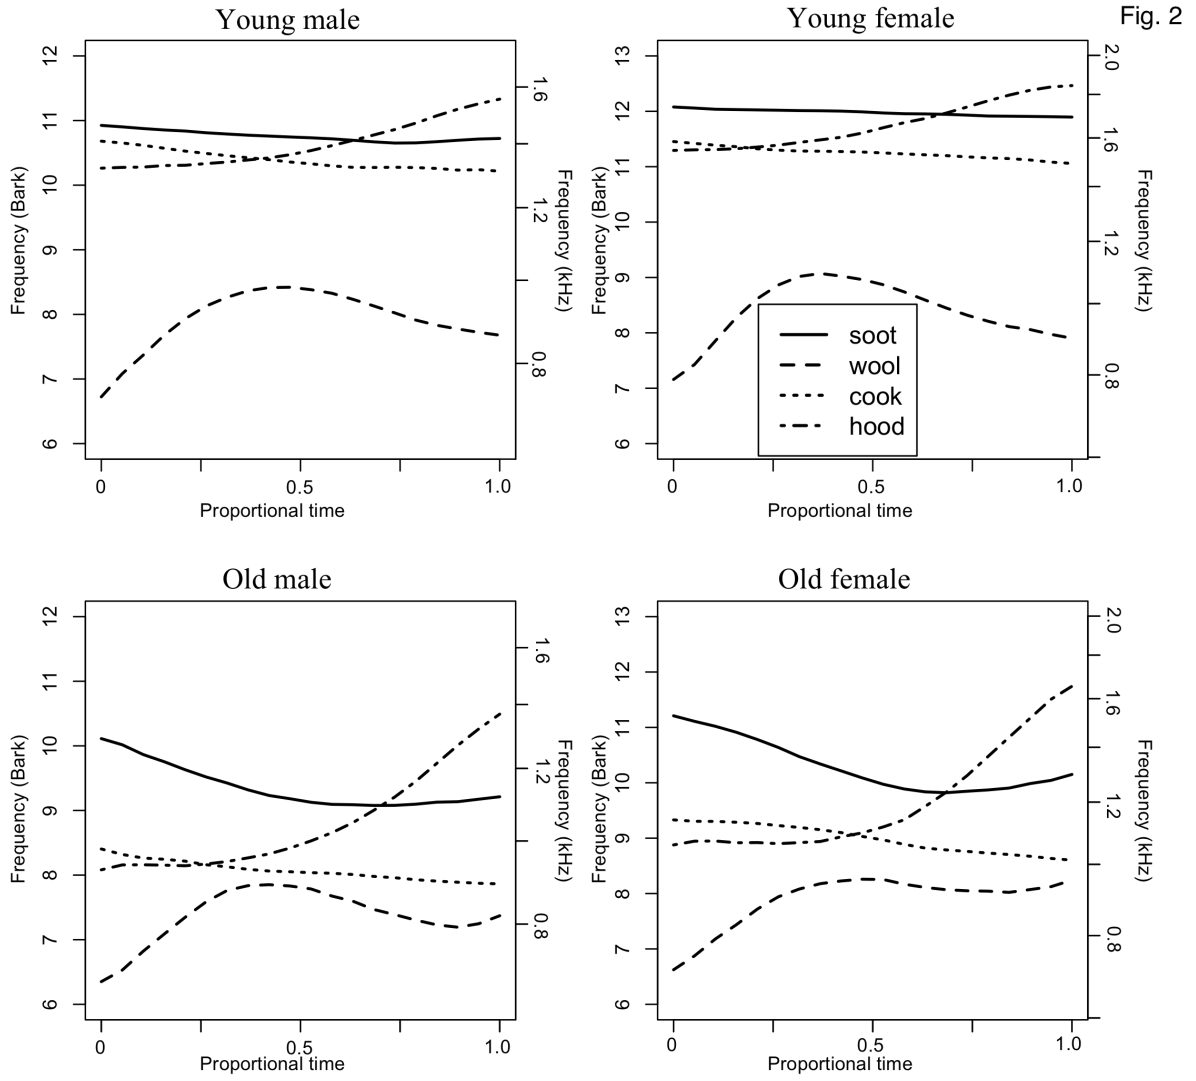 Young male
Young female
Fig. 2
12
11
10
9
8
7
6
Frequency (Bark)
1.6
1.2
0.8
Frequency (kHz)
0
0.5
1.0
Proportional time
13
12
11
10
9
8
7
6
Frequency (Bark)
2.0
1.6
1.2
0.8
Frequency (kHz)
soot
wool
cook
hood
0
0.5
1.0
Proportional time
Old male
Old female
12
11
10
9
8
7
6
Frequency (Bark)
1.6
1.2
0.8
Frequency (kHz)
0
0.5
1.0
Proportional time
13
12
11
10
9
8
7
6
Frequency (Bark)
2.0
1.6
1.2
0.8
Frequency (kHz)
0
0.5
1.0
Proportional time